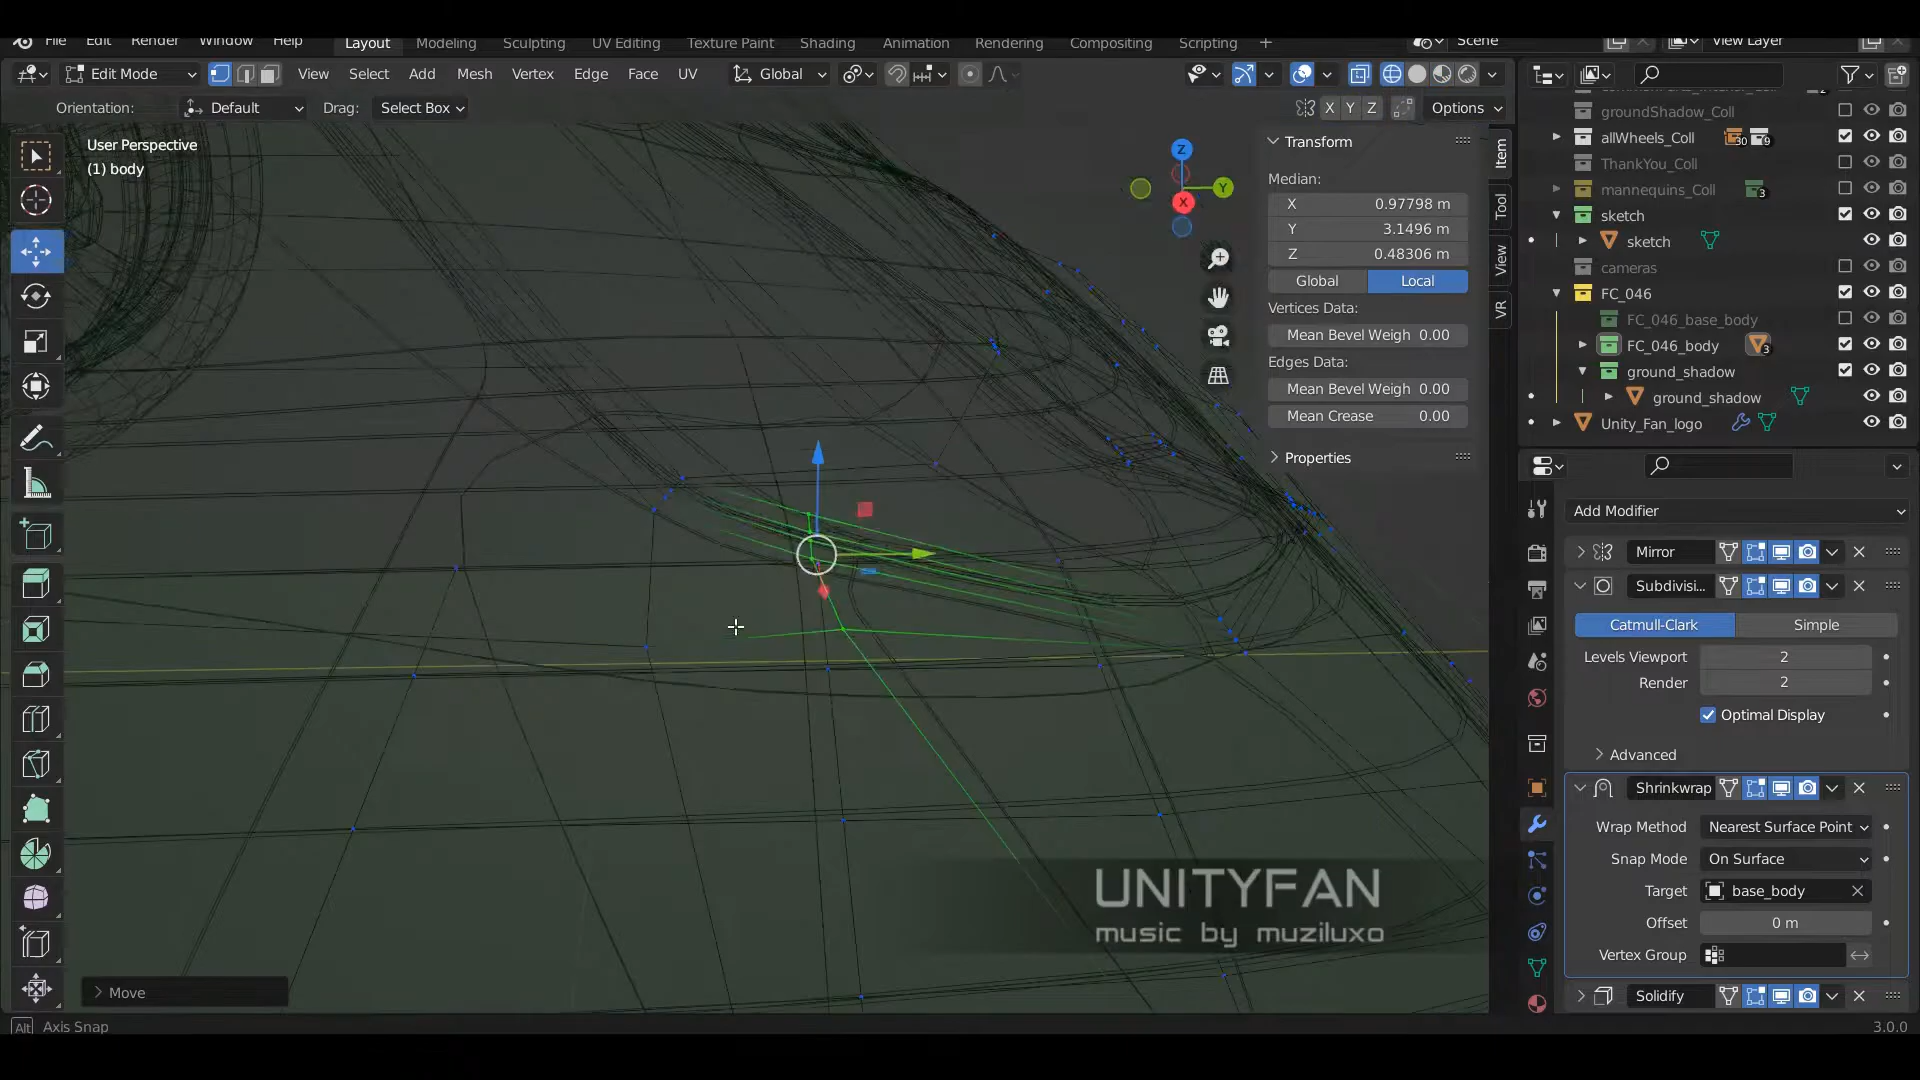 File Edit Render Window Help Layout Modeling Sculpting UV Editing Texture Paint Shading Animation Rendering Compositing Scripting + Scene View Layer
Edit Mode View Select Add Mesh Vertex Edge Face UV Global
Orientation: Default Drag: Select Box X Y Z Options
User Perspective
(1) body
Z
Y
X
Transform
Median:
X 0.97798 m
Y 3.1496 m
Z 0.48306 m
Global Local
Vertices Data:
Mean Bevel Weigh 0.00
Edges Data:
Mean Bevel Weigh 0.00
Mean Crease 0.00
Properties
Item
Tool
View
VR
groundShadow_Coll
allWheels_Coll 30 9
ThankYou_Coll
mannequins_Coll 3
sketch
sketch
cameras
FC_046
FC_046_base_body
FC_046_body 3
ground_shadow
ground_shadow
Unity_Fan_logo
Add Modifier
Mirror
Subdivisi...
Catmull-Clark Simple
Levels Viewport 2
Render 2
Optimal Display
Advanced
Shrinkwrap
Wrap Method Nearest Surface Point
Snap Mode On Surface
Target base_body
Offset 0 m
Vertex Group
Solidify
UNITYFAN
music by muziluxo
Move
Alt Axis Snap
3.0.0